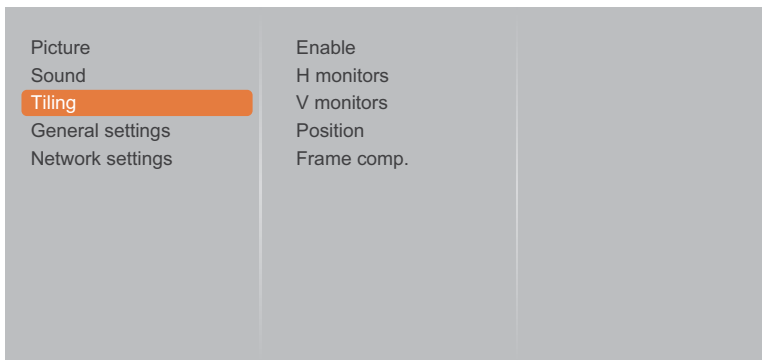 Picture
Sound
Tiling
General settings
Network settings
Enable
H monitors
V monitors
Position
Frame comp.